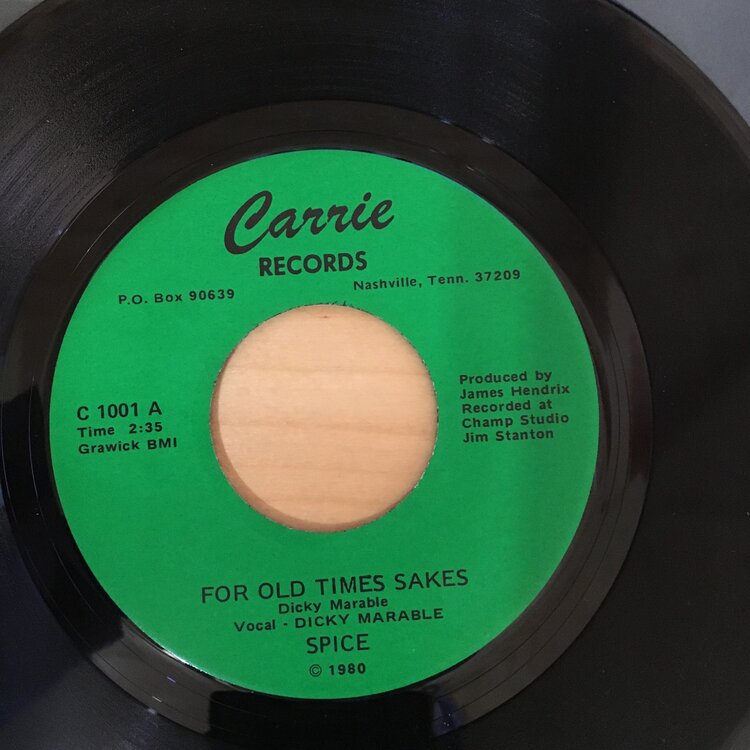 Carrie
RECORDS
P.O. Box 90639
Nashville, Tenn. 37209
C 1001 A
Time 2:35
Grawick BMI
Produced by
James Hendrix
Recorded at
Champ Studio
Jim Stanton
FOR OLD TIMES SAKES
Dicky Marable
Vocal - DICKY MARABLE
SPICE
© 1980